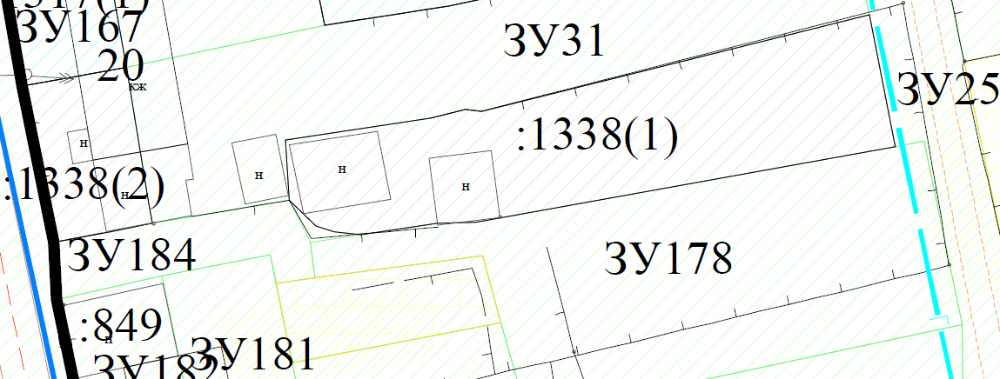 ЗУ167
20
кж
ЗУ31
ЗУ25
:1338(1)
н
н
н
н
:1338(2)
н
ЗУ184
ЗУ178
:849
н
ЗУ181
ЗУ182